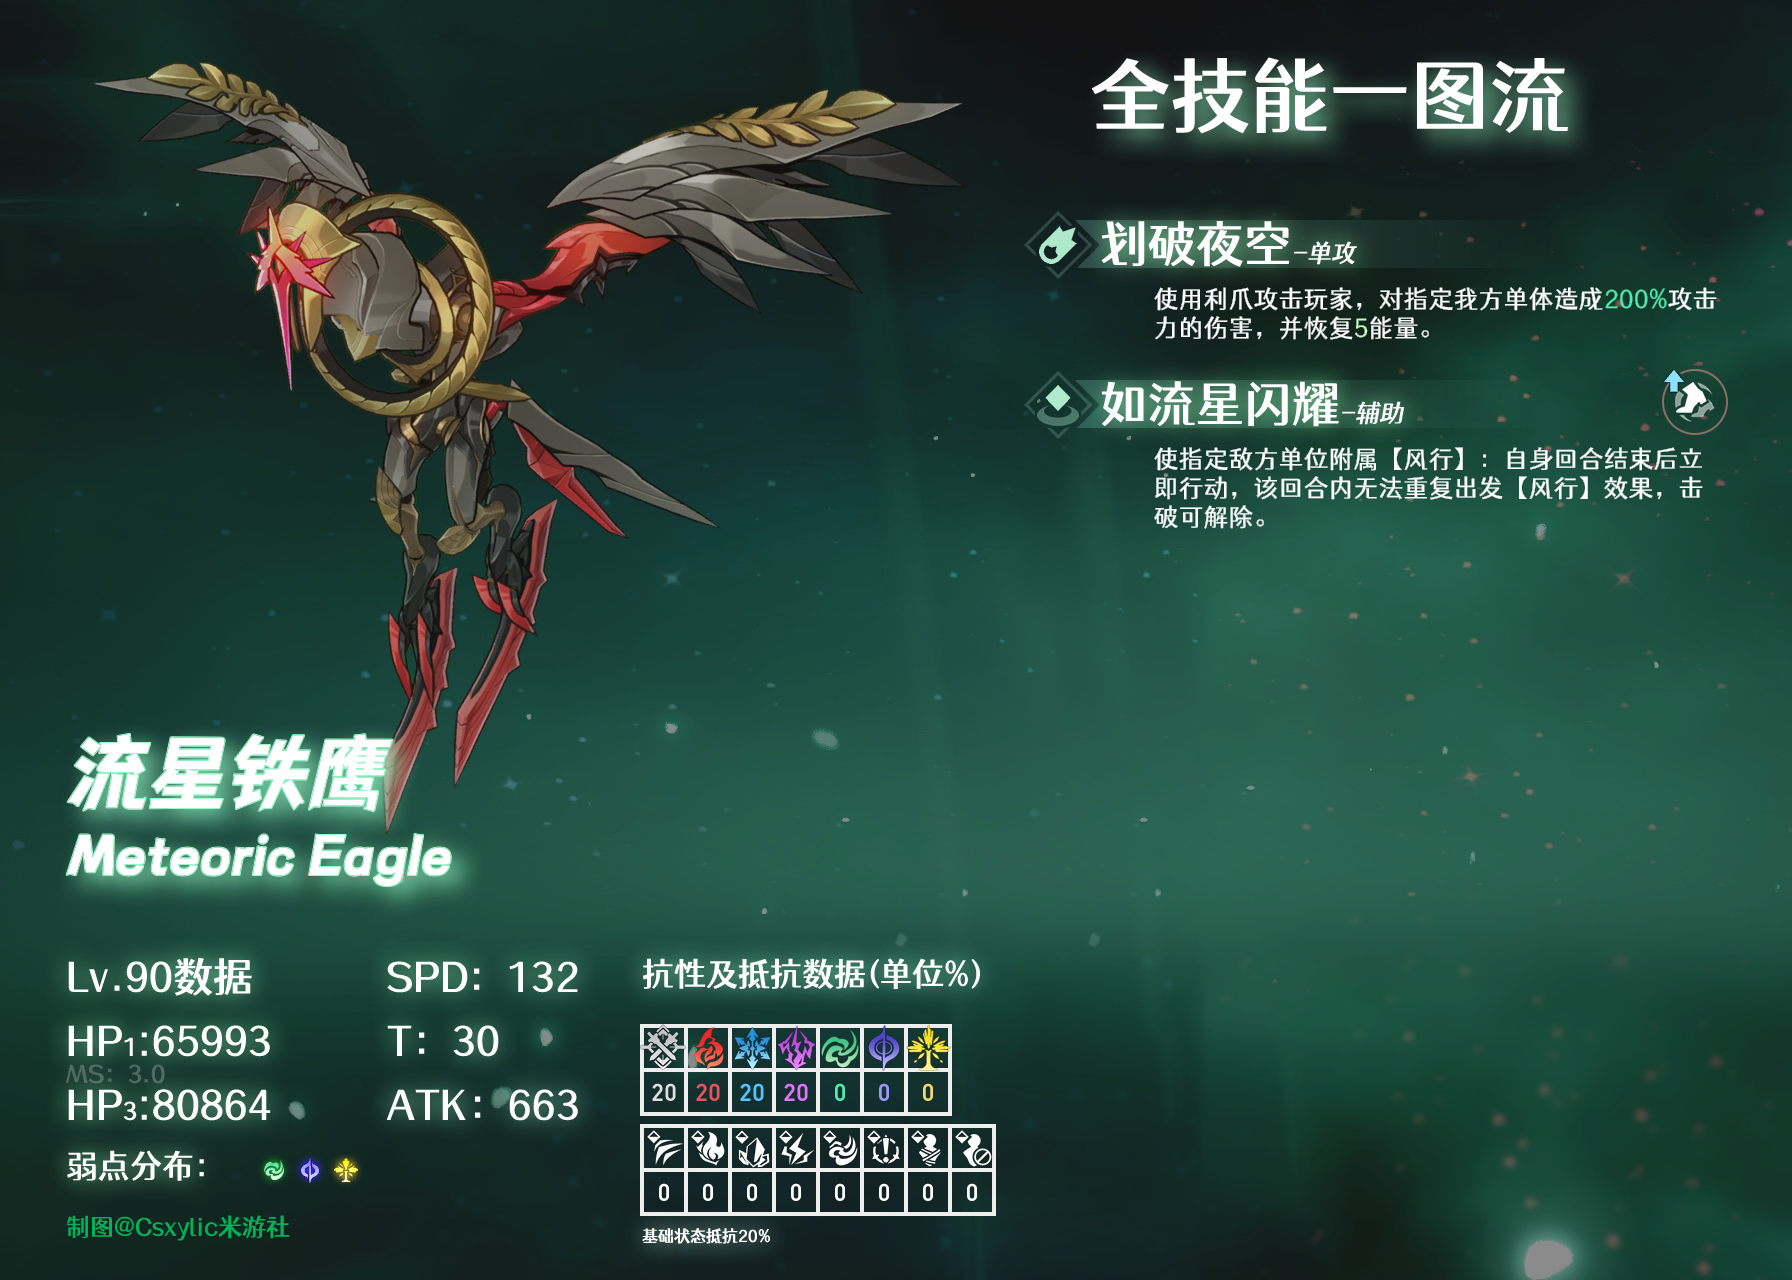 全技能一图流
划破夜空-单攻
使用利爪攻击玩家，对指定我方单体造成200%攻击
力的伤害，并恢复5能量。
如流星闪耀-辅助
使指定敌方单位附属【风行】：自身回合结束后立
即行动，该回合内无法重复出发【风行】效果，击
破可解除。
流星铁鹰
Meteoric Eagle
Lv.90数据
SPD：132
HP1:65993
T：30
MS：3.0
HP3:80864
ATK：663
弱点分布：
制图@Csxylic米游社
抗性及抵抗数据(单位%)
20 20 20 20 0 0 0
0 0 0 0 0 0 0 0
基础状态抵抗20%